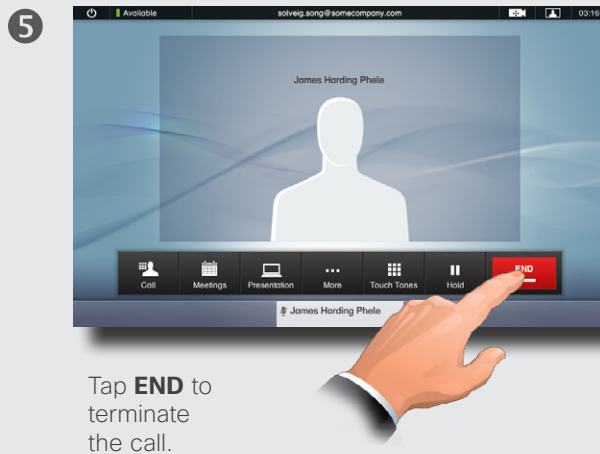 5
Available solveig.song@somecompany.com 03:16
James Harding Phele
Call Meetings Presentation More Touch Tones Hold END
James Harding Phele
Tap END to
terminate
the call.